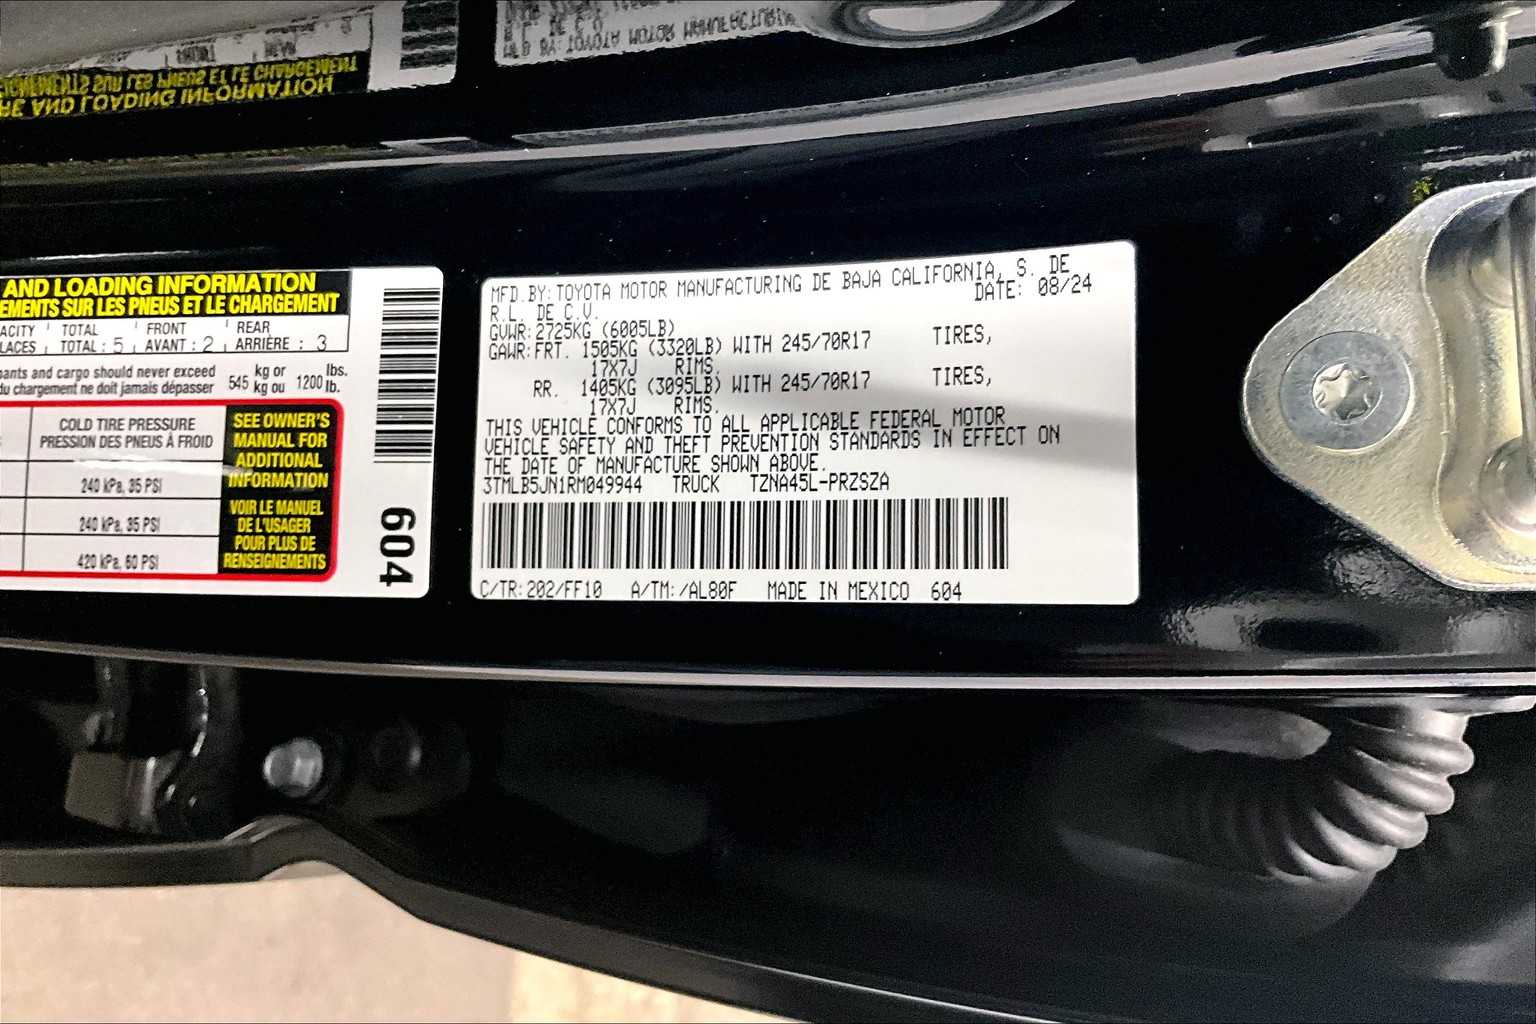 AND LOADING INFORMATION
SUR LES PNEUS ET LE CHARGEMENT
TOTAL FRONT REAR
TOTAL : 5 AVANT : 2 ARRIÈRE : 3
and cargo should never exceed 545 kg or 1200 lbs.
du chargement ne doit jamais dépasser kg ou lb.
COLD TIRE PRESSURE
PRESSION DES PNEUS À FROID
240 kPa, 35 PSI
240 kPa, 35 PSI
420 kPa, 60 PSI
SEE OWNER'S
MANUAL FOR
ADDITIONAL
INFORMATION
VOIR LE MANUEL
DE L'USAGER
POUR PLUS DE
RENSEIGNEMENTS
604
MFD.BY:TOYOTA MOTOR MANUFACTURING DE BAJA CALIFORNIA, S. DE
R.L. DE C.V. DATE: 08/24
GVWR:2725KG (6005LB)
GAWR:FRT. 1505KG (3320LB) WITH 245/70R17 TIRES,
17X7J RIMS.
RR. 1405KG (3095LB) WITH 245/70R17 TIRES,
17X7J RIMS.
THIS VEHICLE CONFORMS TO ALL APPLICABLE FEDERAL MOTOR
VEHICLE SAFETY AND THEFT PREVENTION STANDARDS IN EFFECT ON
THE DATE OF MANUFACTURE SHOWN ABOVE.
3TMLB5JN1RM049944 TRUCK TZNA45L-PRZSZA
C/TR:202/FF10 A/TM:/AL80F MADE IN MEXICO 604